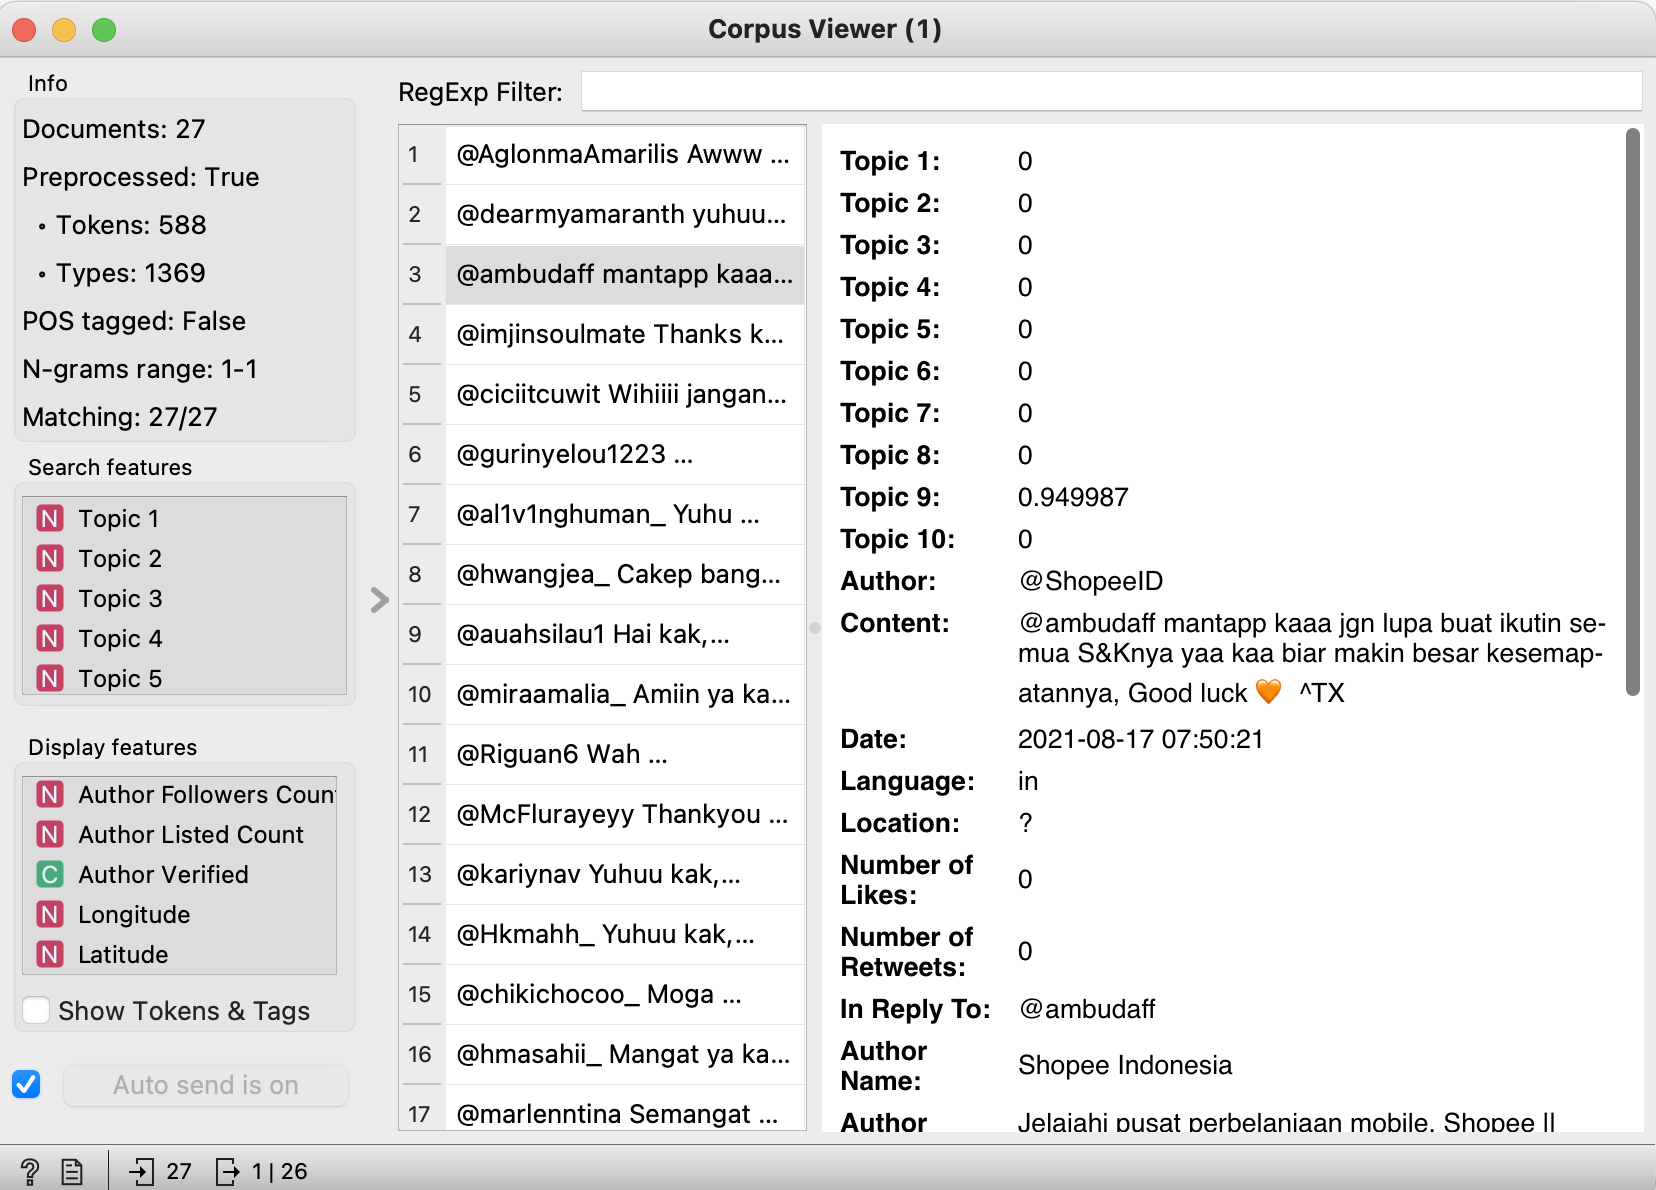 Corpus Viewer (1)
Info
Documents: 27
Preprocessed: True
◦ Tokens: 588
◦ Types: 1369
POS tagged: False
N-grams range: 1-1
Matching: 27/27
Search features
N Topic 1
N Topic 2
N Topic 3
N Topic 4
N Topic 5
Display features
N Author Followers Coun
N Author Listed Count
C Author Verified
N Longitude
N Latitude
Show Tokens & Tags
Auto send is on
RegExp Filter:
1 @AglonmaAmarilis Awww ...
2 @dearmyamaranth yuhuu...
3 @ambudaff mantapp kaaa...
4 @imjinsoulmate Thanks k...
5 @ciciitcuwit Wihiiii jangan...
6 @gurinyelou1223 ...
7 @al1v1nghuman_ Yuhu ...
8 @hwangjea_ Cakep bang...
9 @auahsilau1 Hai kak,...
10 @miraamalia_ Amiin ya ka...
11 @Riguan6 Wah ...
12 @McFlurayeyy Thankyou ...
13 @kariynav Yuhuu kak,...
14 @Hkmahh_ Yuhuu kak,...
15 @chikichocoo_ Moga ...
16 @hmasahii_ Mangat ya ka...
17 @marlenntina Semangat ...
Topic 1: 0
Topic 2: 0
Topic 3: 0
Topic 4: 0
Topic 5: 0
Topic 6: 0
Topic 7: 0
Topic 8: 0
Topic 9: 0.949987
Topic 10: 0
Author: @ShopeeID
Content: @ambudaff mantapp kaaa jgn lupa buat ikutin se-
mua S&Knya yaa kaa biar makin besar kesemap-
atannya, Good luck 🧡 ^TX
Date: 2021-08-17 07:50:21
Language: in
Location: ?
Number of
Likes: 0
Number of
Retweets: 0
In Reply To: @ambudaff
Author
Name: Shopee Indonesia
Author Jelajahi pusat perbelanjaan mobile. Shopee ||
? 27 1 | 26